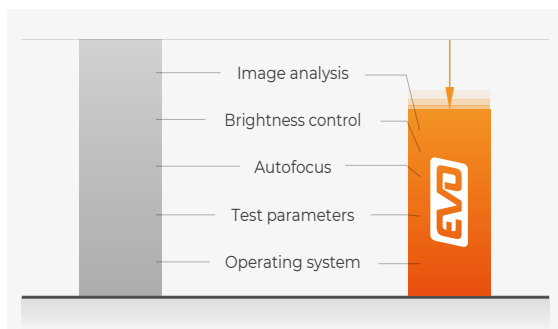 Image analysis
Brightness control
Autofocus
EVO
Test parameters
Operating system